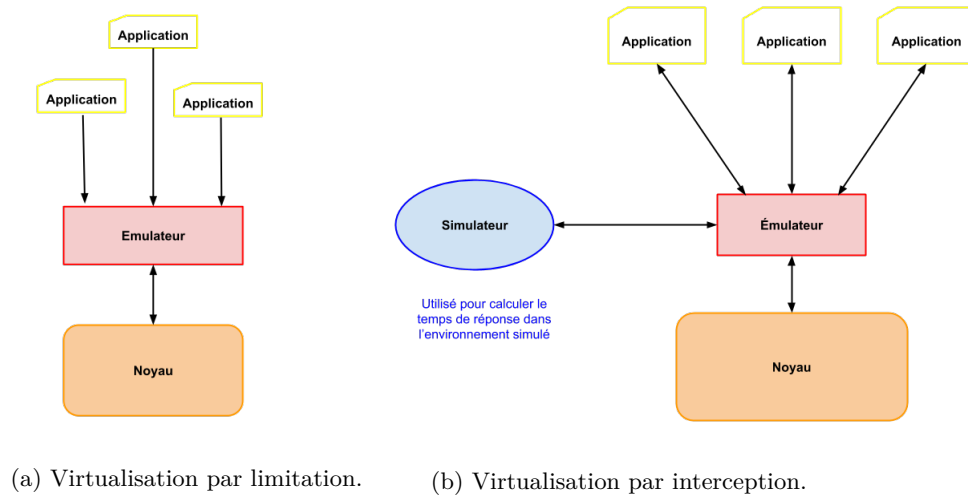 Application
Application
Application
Emulateur
Noyau
(a) Virtualisation par limitation.
Application
Application
Application
Simulateur
Émulateur
Utilisé pour calculer le
temps de réponse dans
l'environnement simulé
Noyau
(b) Virtualisation par interception.